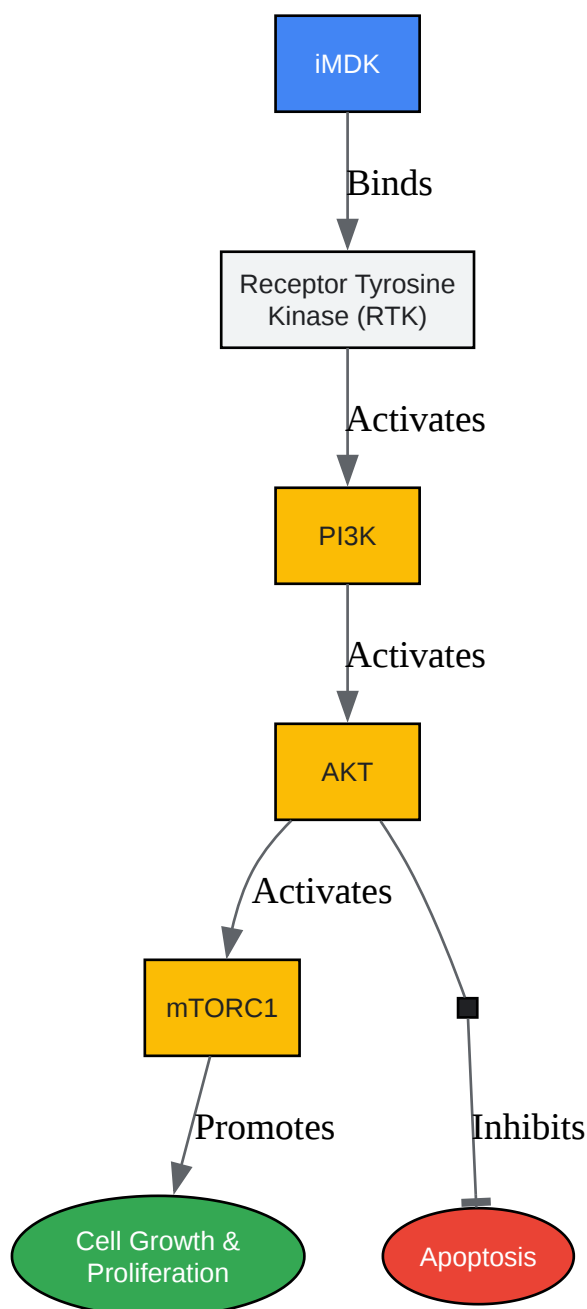 iMDK
Binds
Receptor Tyrosine
Kinase (RTK)
Activates
PI3K
Activates
AKT
Activates
mTORC1
Promotes
Inhibits
Cell Growth &
Proliferation
Apoptosis